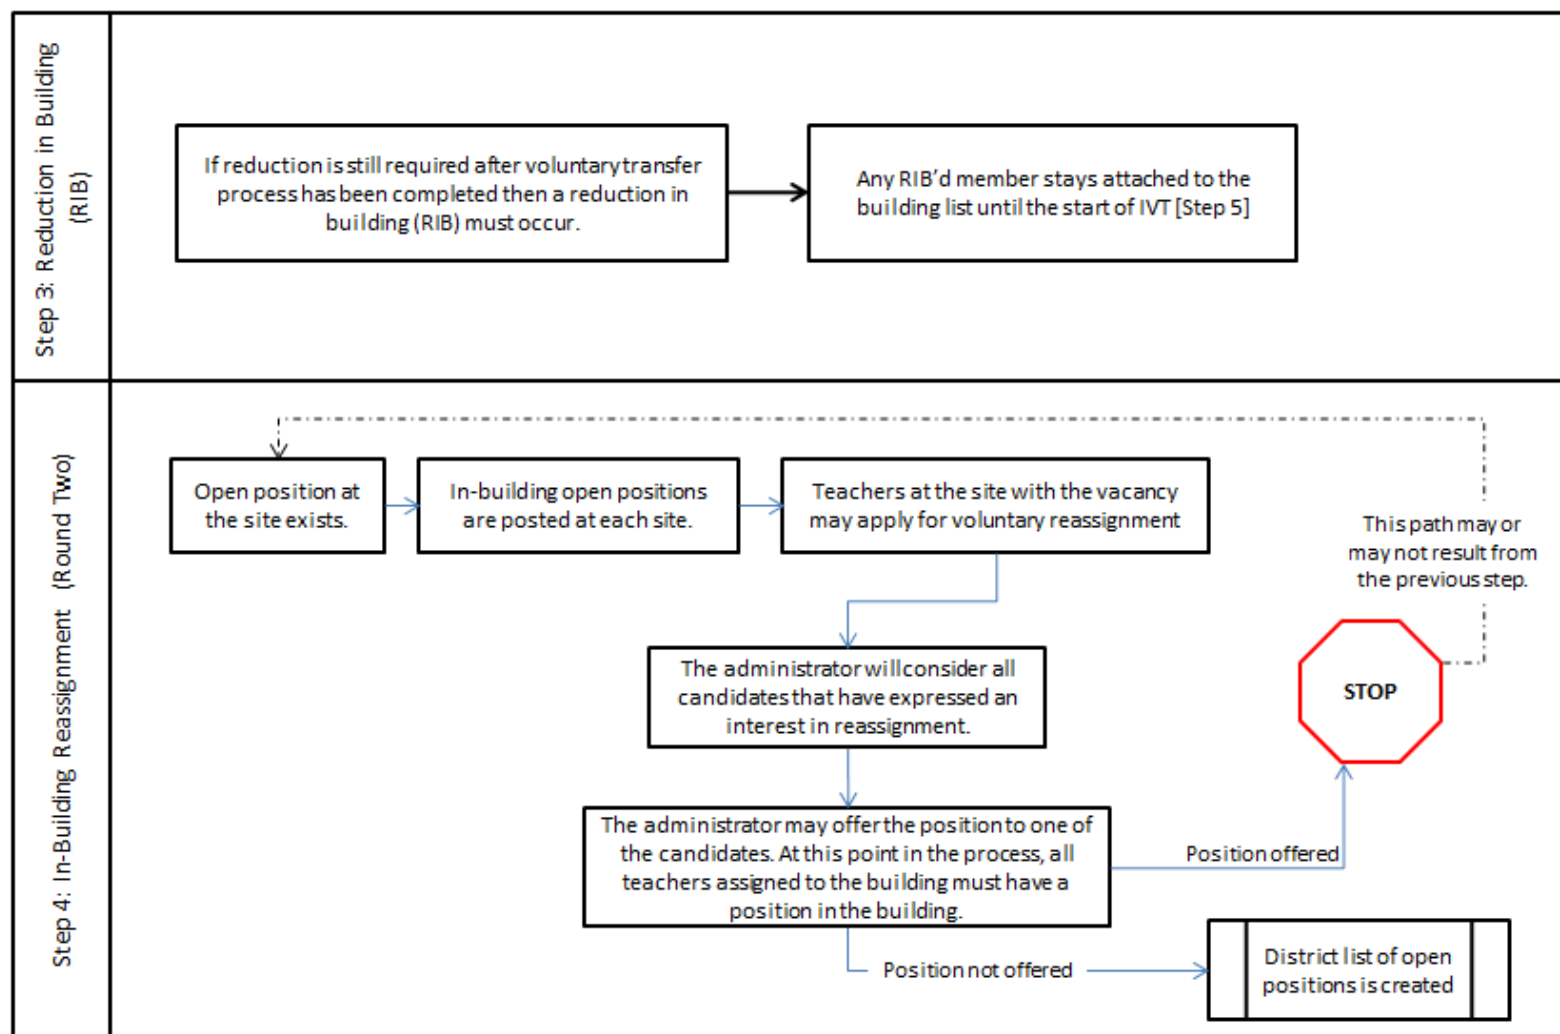 Step 3: Reduction in Building
(RIB)
If reduction is still required after voluntary transfer
process has been completed then a reduction in
building (RIB) must occur.
Any RIB'd member stays attached to the
building list until the start of IVT [Step 5]
Step 4: In-Building Reassignment (Round Two)
Open position at
the site exists.
In-building open positions
are posted at each site.
Teachers at the site with the vacancy
may apply for voluntary reassignment
This path may or
may not result from
the previous step.
The administrator will consider all
candidates that have expressed an
interest in reassignment.
STOP
The administrator may offer the position to one of
the candidates. At this point in the process, all
teachers assigned to the building must have a
position in the building.
Position offered
Position not offered
District list of open
positions is created